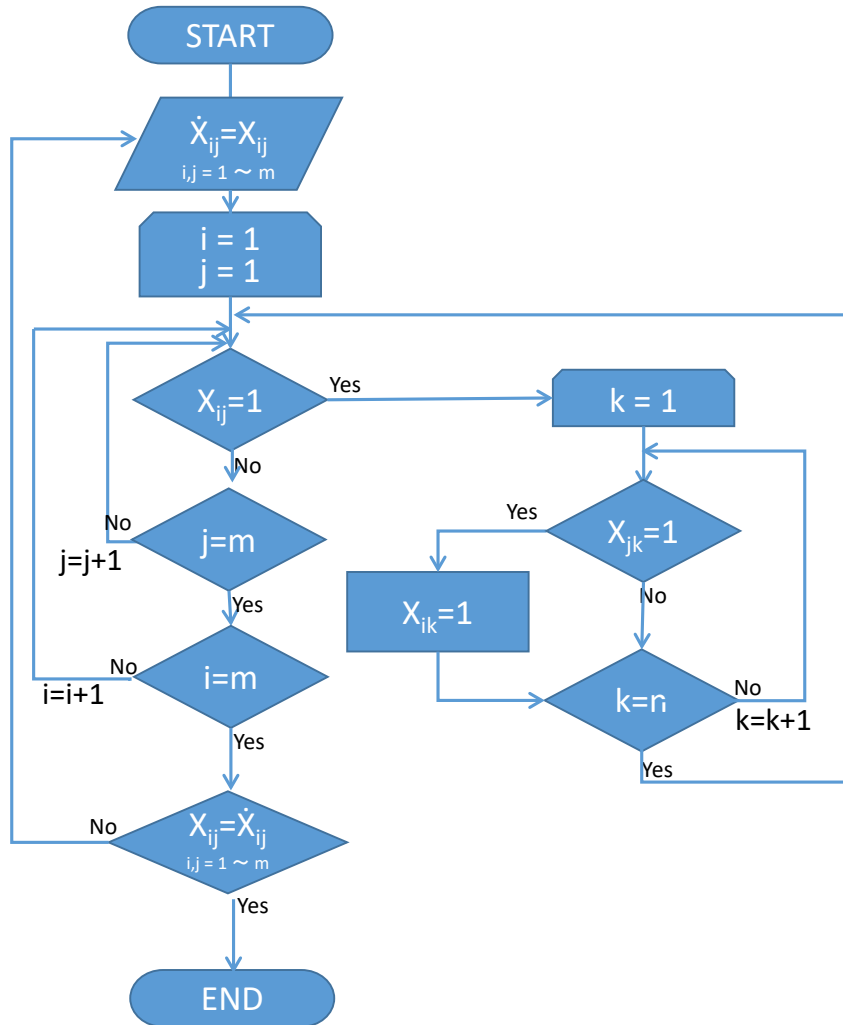 START
Ẋij=Xij
i,j = 1 ～ m
i = 1
j = 1
Xij=1
Yes
No
k = 1
Xjk=1
Yes
No
Xik=1
j=m
No
j=j+1
Yes
i=m
No
i=i+1
Yes
k=n
No
k=k+1
Yes
Xij=Ẋij
i,j = 1 ～ m
No
Yes
END